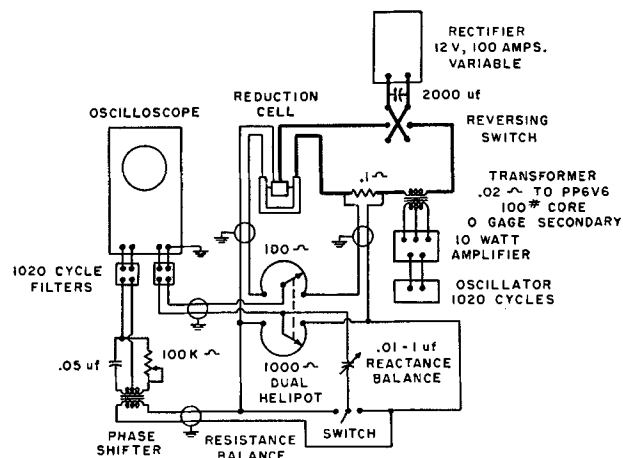 RECTIFIER
12 V, 100 AMPS.
VARIABLE
2000 uf
REDUCTION
CELL
OSCILLOSCOPE
REVERSING
SWITCH
.1 ~
TRANSFORMER
.02 ~ TO PP6V6
100# CORE
0 GAGE SECONDARY
100 ~
10 WATT
AMPLIFIER
1020 CYCLE
FILTERS
OSCILLATOR
1020 CYCLES
.05 uf
100K ~
.01 - 1 uf
REACTANCE
BALANCE
1000 ~
DUAL
HELIPOT
PHASE
SHIFTER
RESISTANCE
BALANCE
SWITCH